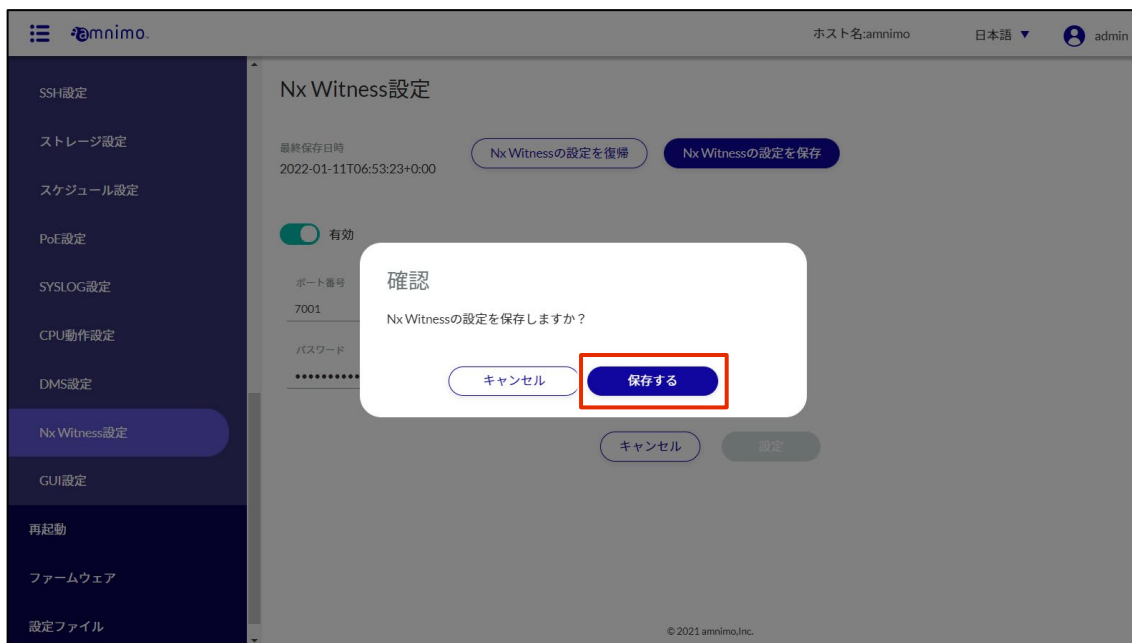 amnimo
ホスト名:amnimo
日本語 ▼
admin
SSH設定
ストレージ設定
スケジュール設定
PoE設定
SYSLOG設定
CPU動作設定
DMS設定
Nx Witness設定
GUI設定
再起動
ファームウェア
設定ファイル
Nx Witness設定
最終保存日時
2022-01-11T06:53:23+0:00
Nx Witnessの設定を復帰
Nx Witnessの設定を保存
有効
ポート番号
7001
パスワード
••••••••••
確認
Nx Witnessの設定を保存しますか？
キャンセル
保存する
キャンセル
設定
© 2021 amnimo,Inc.